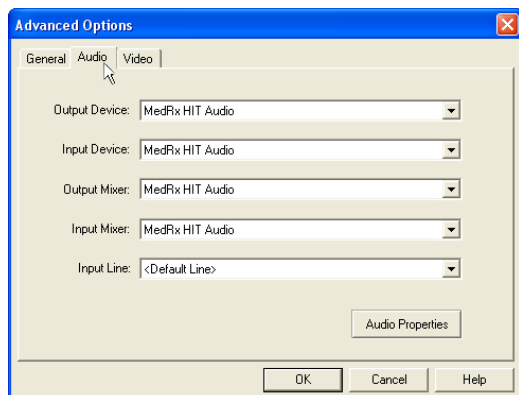 Advanced Options
General Audio Video
Output Device: MedRx HIT Audio
Input Device: MedRx HIT Audio
Output Mixer: MedRx HIT Audio
Input Mixer: MedRx HIT Audio
Input Line: <Default Line>
Audio Properties
OK Cancel Help